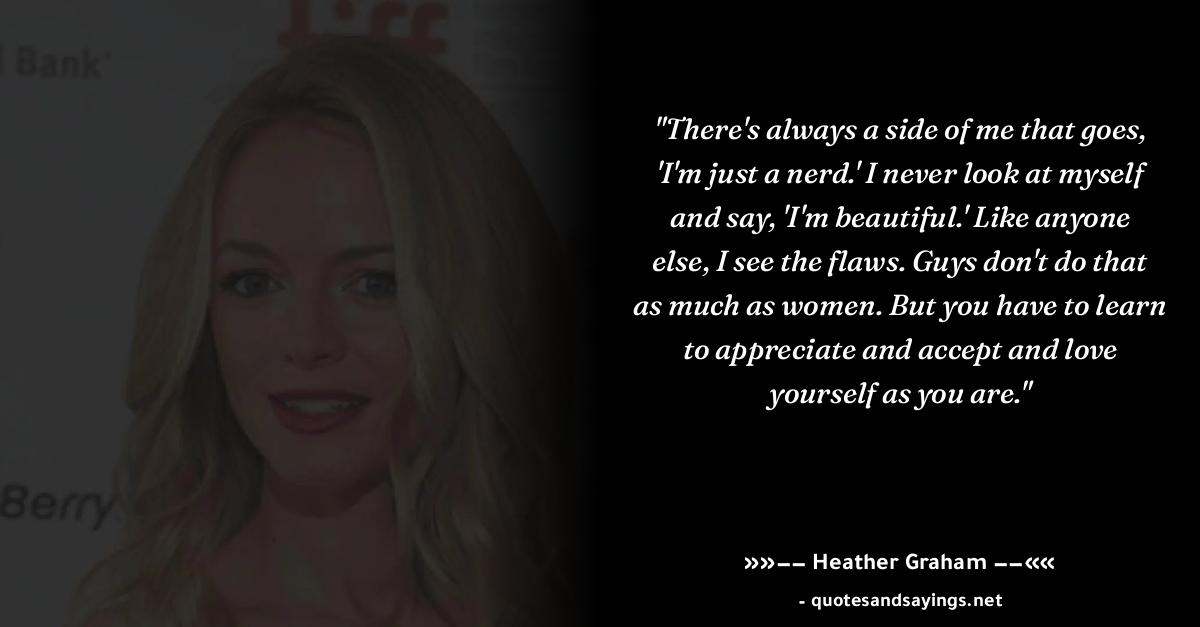 tiff
l Bank
Berry
"There's always a side of me that goes,
'I'm just a nerd.' I never look at myself
and say, 'I'm beautiful.' Like anyone
else, I see the flaws. Guys don't do that
as much as women. But you have to learn
to appreciate and accept and love
yourself as you are."
»»−− Heather Graham −−««
- quotesandsayings.net